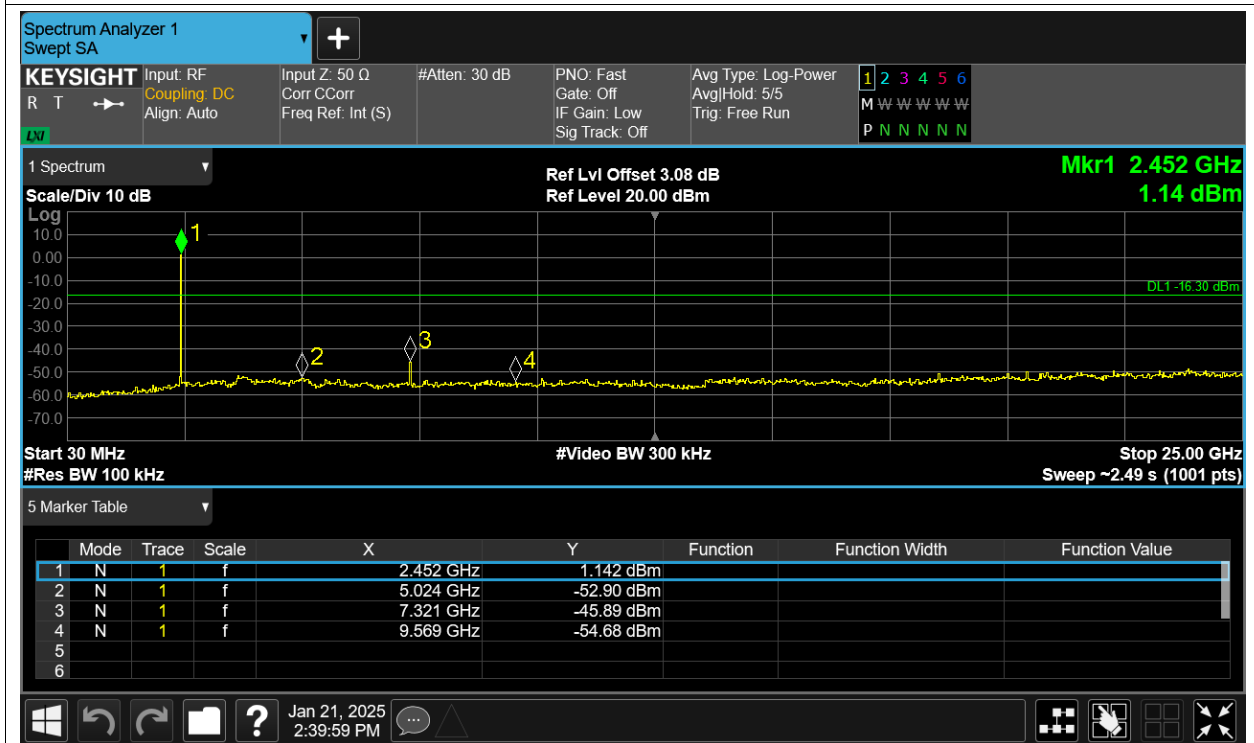 Spectrum Analyzer 1
Swept SA
KEYSIGHT
R T
LXI
Input: RF
Coupling: DC
Align: Auto
Input Z: 50 Ω
Corr CCorr
Freq Ref: Int (S)
#Atten: 30 dB
PNO: Fast
Gate: Off
IF Gain: Low
Sig Track: Off
Avg Type: Log-Power
Avg|Hold: 5/5
Trig: Free Run
1 2 3 4 5 6
M W W W W W
P N N N N N
1 Spectrum
Scale/Div 10 dB
Ref Lvl Offset 3.08 dB
Ref Level 20.00 dBm
Mkr1 2.452 GHz
1.14 dBm
Log
10.0
0.00
-10.0
-20.0
-30.0
-40.0
-50.0
-60.0
-70.0
1
2
3
4
DL1 -16.30 dBm
Start 30 MHz
#Video BW 300 kHz
Stop 25.00 GHz
#Res BW 100 kHz
Sweep ~2.49 s (1001 pts)
5 Marker Table
Mode Trace Scale X Y Function Function Width Function Value
1 N 1 f 2.452 GHz 1.142 dBm
2 N 1 f 5.024 GHz -52.90 dBm
3 N 1 f 7.321 GHz -45.89 dBm
4 N 1 f 9.569 GHz -54.68 dBm
5
6
?
Jan 21, 2025
2:39:59 PM